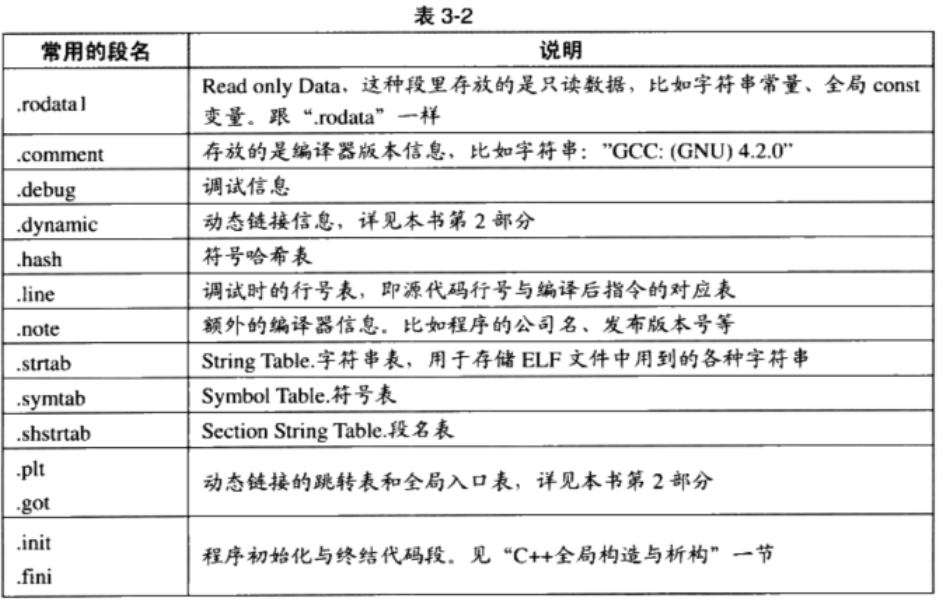 表 3-2
常用的段名 说明
.rodata1 Read only Data，这种段里存放的是只读数据，比如字符串常量、全局 const
变量。跟“.rodata”一样
.comment 存放的是编译器版本信息，比如字符串：”GCC: (GNU) 4.2.0”
.debug 调试信息
.dynamic 动态链接信息，详见本书第 2 部分
.hash 符号哈希表
.line 调试时的行号表，即源代码行号与编译后指令的对应表
.note 额外的编译器信息。比如程序的公司名、发布版本号等
.strtab String Table.字符串表，用于存储 ELF 文件中用到的各种字符串
.symtab Symbol Table.符号表
.shstrtab Section String Table.段名表
.plt
.got
动态链接的跳转表和全局入口表，详见本书第 2 部分
.init
.fini
程序初始化与终结代码段。见“C++全局构造与析构”一节